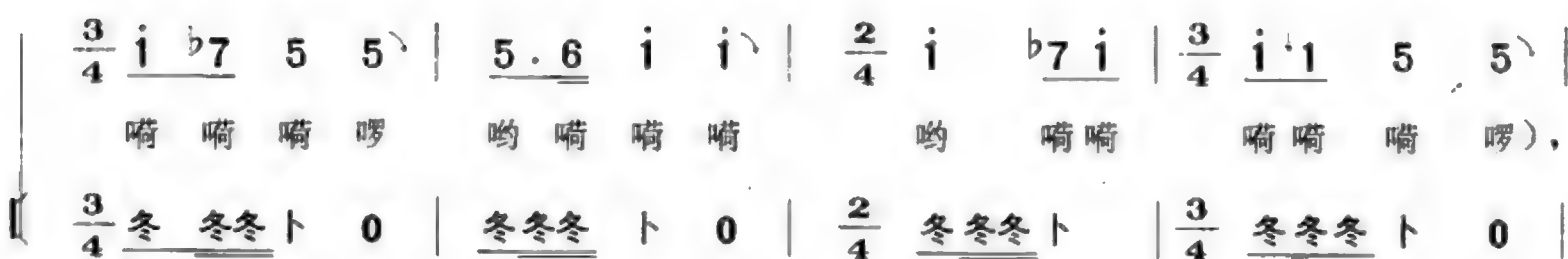 3/4 i̇ ♭7 5 5↘ | 5 . 6 i̇ i̇↘ | 2/4 i̇ ♭7 i̇ | 3/4 i̇ 1 5 5↘ |
嗬 嗬 嗬 啰 哟 嗬 嗬 嗬 哟 嗬嗬 嗬嗬 嗬 啰),
3/4 冬 冬冬 卜 0 | 冬冬冬 卜 0 | 2/4 冬冬冬 卜 | 3/4 冬冬冬 卜 0 |